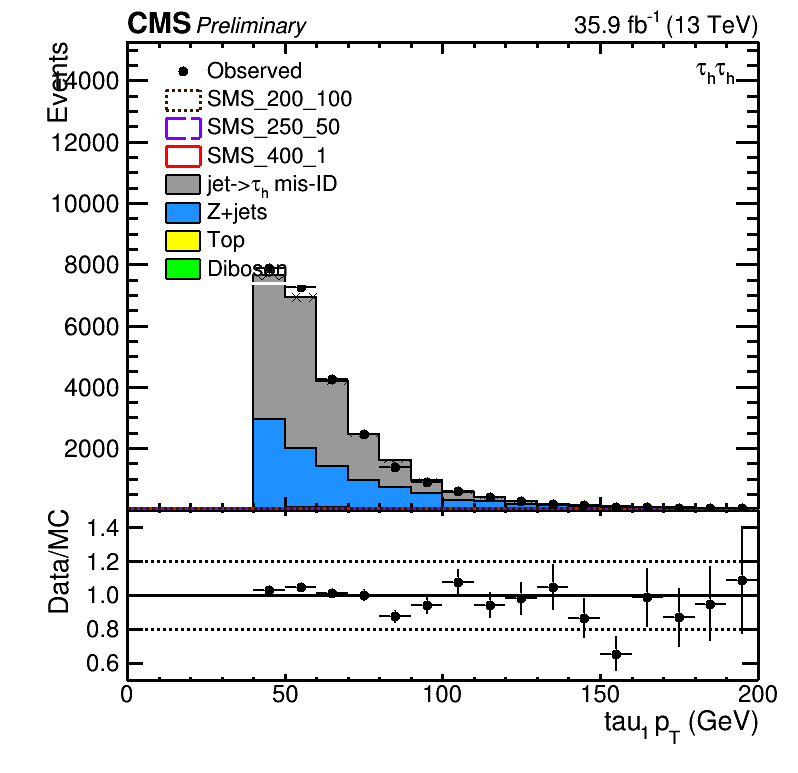 CMS Preliminary 35.9 fb⁻¹ (13 TeV)
Events
τₕτₕ
Observed
SMS_200_100
SMS_250_50
SMS_400_1
jet->τₕ mis-ID
Z+jets
Top
Diboson
14000
12000
10000
8000
6000
4000
2000
Data/MC
1.4
1.2
1.0
0.8
0.6
0 50 100 150 200
tau₁ p_T (GeV)